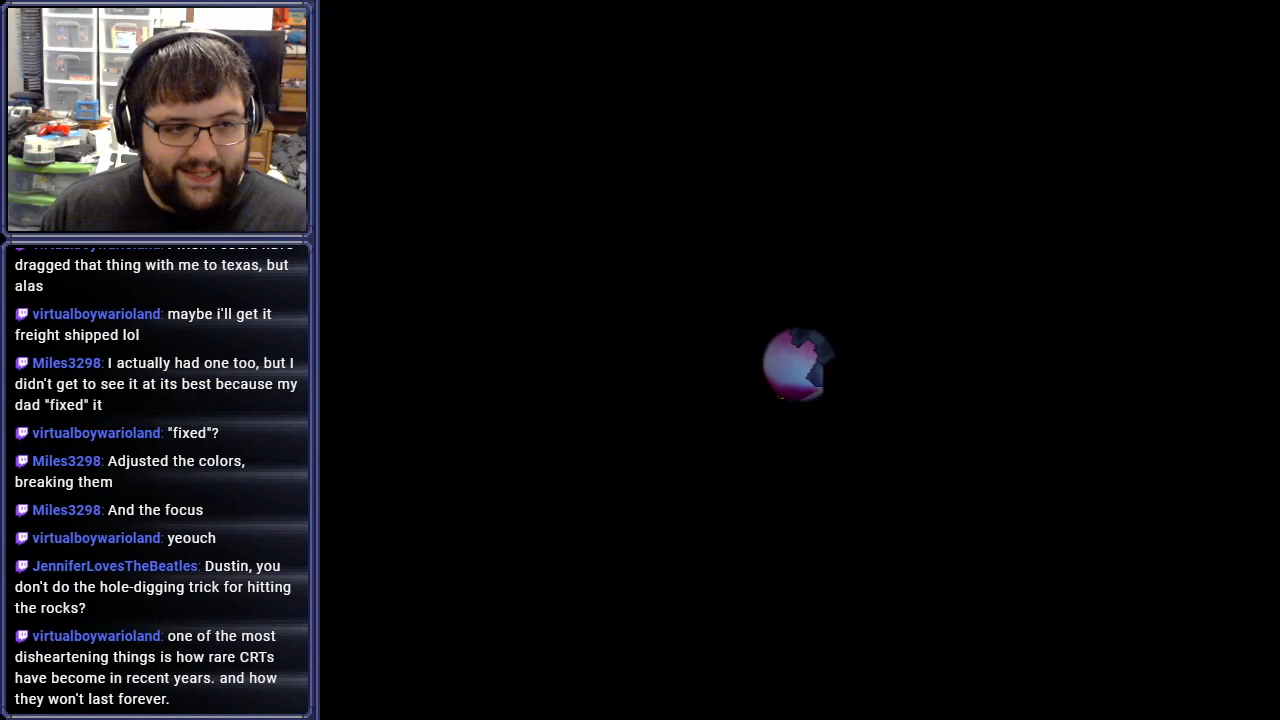 dragged that thing with me to texas, but
alas
virtualboywarioland: maybe i'll get it
freight shipped lol
Miles3298: I actually had one too, but I
didn't get to see it at its best because my
dad "fixed" it
virtualboywarioland: "fixed"?
Miles3298: Adjusted the colors,
breaking them
Miles3298: And the focus
virtualboywarioland: yeouch
JenniferLovesTheBeatles: Dustin, you
don't do the hole-digging trick for hitting
the rocks?
virtualboywarioland: one of the most
disheartening things is how rare CRTs
have become in recent years. and how
they won't last forever.